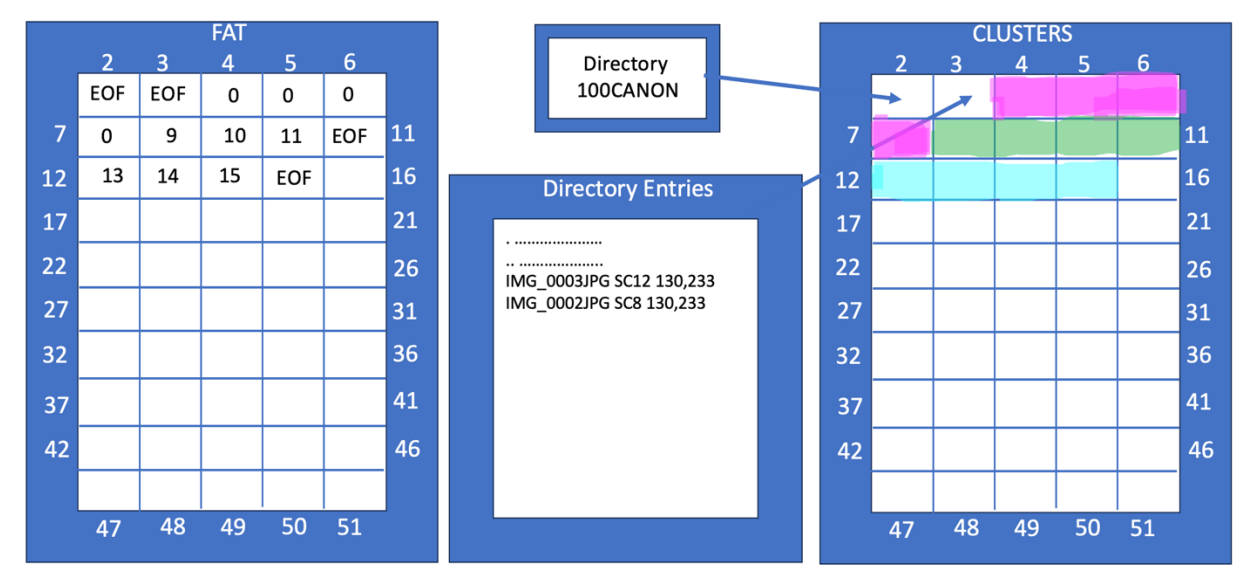 FAT
2 3 4 5 6
EOF EOF 0 0 0
7 0 9 10 11 EOF 11
12 13 14 15 EOF 16
17 21
22 26
27 31
32 36
37 41
42 46
47 48 49 50 51
Directory
100CANON
Directory Entries
. .....................
.. ....................
IMG_0003JPG SC12 130,233
IMG_0002JPG SC8 130,233
CLUSTERS
2 3 4 5 6
7 11
12 16
17 21
22 26
27 31
32 36
37 41
42 46
47 48 49 50 51